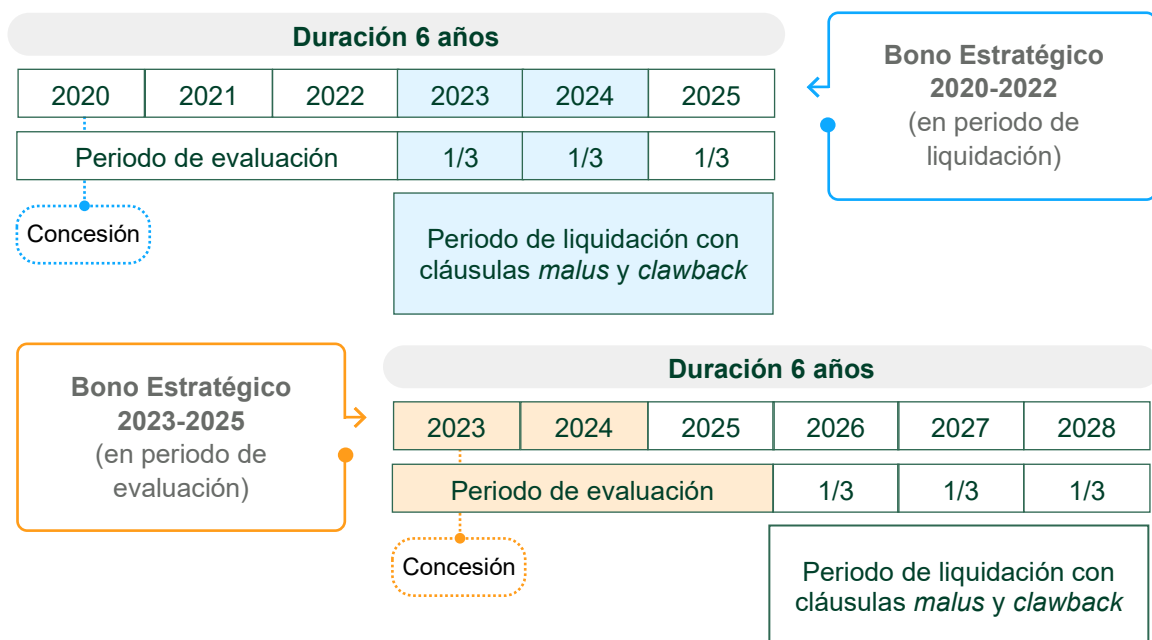 Duración 6 años
2020 2021 2022 2023 2024 2025
Periodo de evaluación 1/3 1/3 1/3
Concesión
Periodo de liquidación con
cláusulas malus y clawback
Bono Estratégico
2020-2022
(en periodo de
liquidación)
Bono Estratégico
2023-2025
(en periodo de
evaluación)
Duración 6 años
2023 2024 2025 2026 2027 2028
Periodo de evaluación 1/3 1/3 1/3
Concesión
Periodo de liquidación con
cláusulas malus y clawback